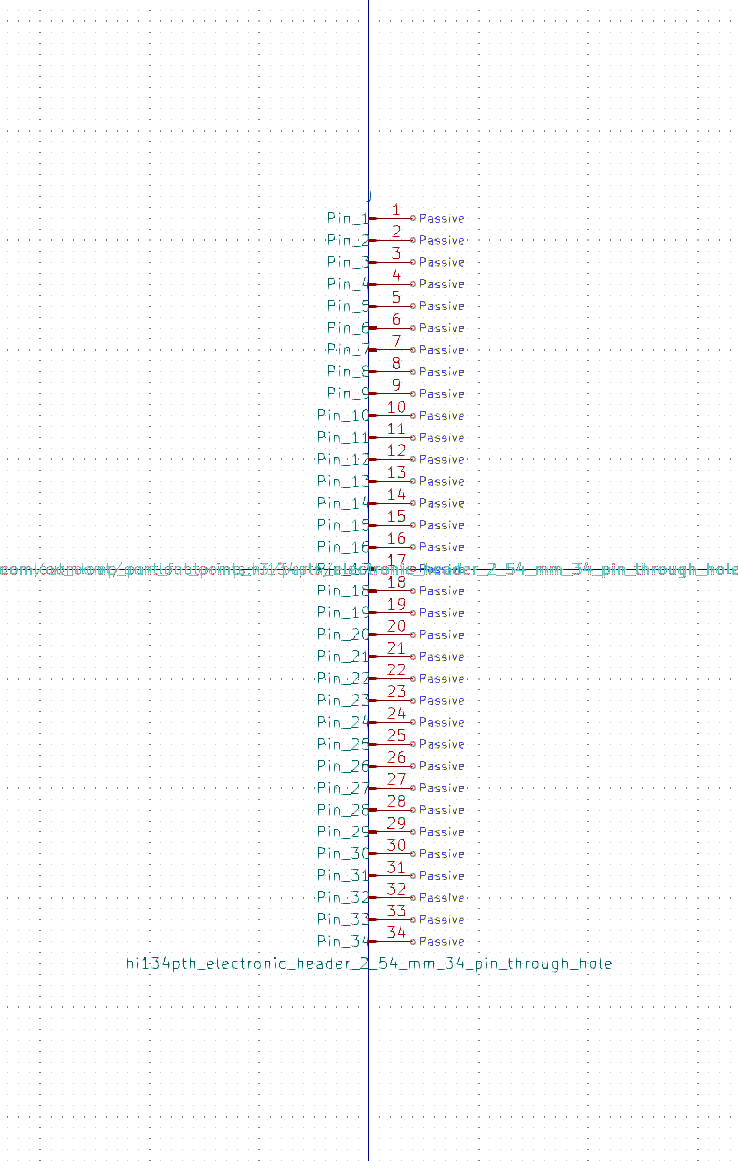 J
Pin_1 1 Passive
Pin_2 2 Passive
Pin_3 3 Passive
Pin_4 4 Passive
Pin_5 5 Passive
Pin_6 6 Passive
Pin_7 7 Passive
Pin_8 8 Passive
Pin_9 9 Passive
Pin_10 10 Passive
Pin_11 11 Passive
Pin_12 12 Passive
Pin_13 13 Passive
Pin_14 14 Passive
Pin_15 15 Passive
Pin_16 16 Passive
17
Pin_18 18 Passive
Pin_19 19 Passive
Pin_20 20 Passive
Pin_21 21 Passive
Pin_22 22 Passive
Pin_23 23 Passive
Pin_24 24 Passive
Pin_25 25 Passive
Pin_26 26 Passive
Pin_27 27 Passive
Pin_28 28 Passive
Pin_29 29 Passive
Pin_30 30 Passive
Pin_31 31 Passive
Pin_32 32 Passive
Pin_33 33 Passive
Pin_34 34 Passive
hi134pth_electronic_header_2_54_mm_34_pin_through_hole